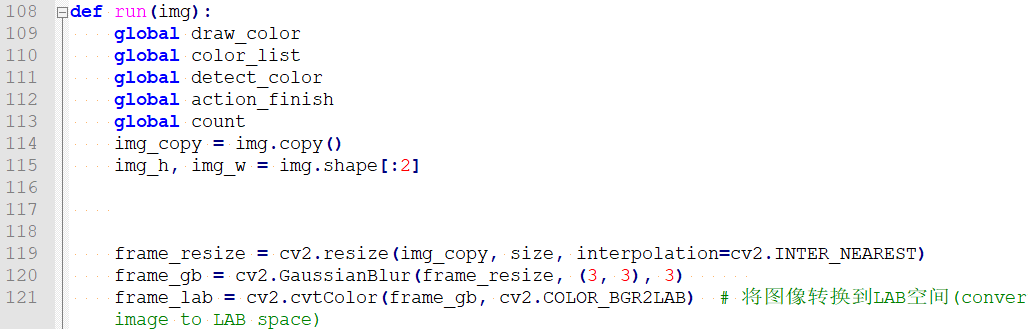 108 def run(img):
109 global draw_color
110 global color_list
111 global detect_color
112 global action_finish
113 global count
114 img_copy = img.copy()
115 img_h, img_w = img.shape[:2]
116
117
118
119 frame_resize = cv2.resize(img_copy, size, interpolation=cv2.INTER_NEAREST)
120 frame_gb = cv2.GaussianBlur(frame_resize, (3, 3), 3)
121 frame_lab = cv2.cvtColor(frame_gb, cv2.COLOR_BGR2LAB) # 将图像转换到LAB空间(conver
image to LAB space)